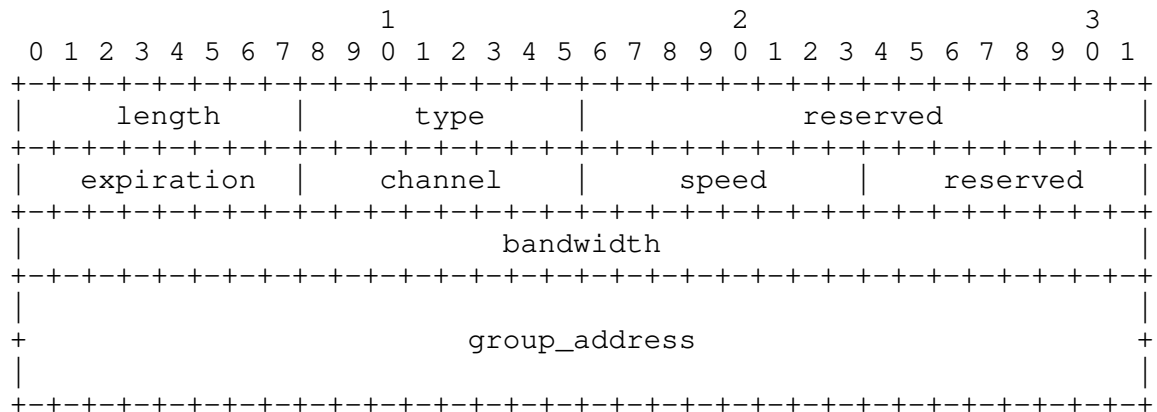 1                   2                   3
 0 1 2 3 4 5 6 7 8 9 0 1 2 3 4 5 6 7 8 9 0 1 2 3 4 5 6 7 8 9 0 1
+-+-+-+-+-+-+-+-+-+-+-+-+-+-+-+-+-+-+-+-+-+-+-+-+-+-+-+-+-+-+-+-+
|     length    |      type     |            reserved           |
+-+-+-+-+-+-+-+-+-+-+-+-+-+-+-+-+-+-+-+-+-+-+-+-+-+-+-+-+-+-+-+-+
|   expiration  |    channel    |     speed     |    reserved   |
+-+-+-+-+-+-+-+-+-+-+-+-+-+-+-+-+-+-+-+-+-+-+-+-+-+-+-+-+-+-+-+-+
|                           bandwidth                           |
+-+-+-+-+-+-+-+-+-+-+-+-+-+-+-+-+-+-+-+-+-+-+-+-+-+-+-+-+-+-+-+-+
|                                                               |
+                         group_address                         +
|                                                               |
+-+-+-+-+-+-+-+-+-+-+-+-+-+-+-+-+-+-+-+-+-+-+-+-+-+-+-+-+-+-+-+-+